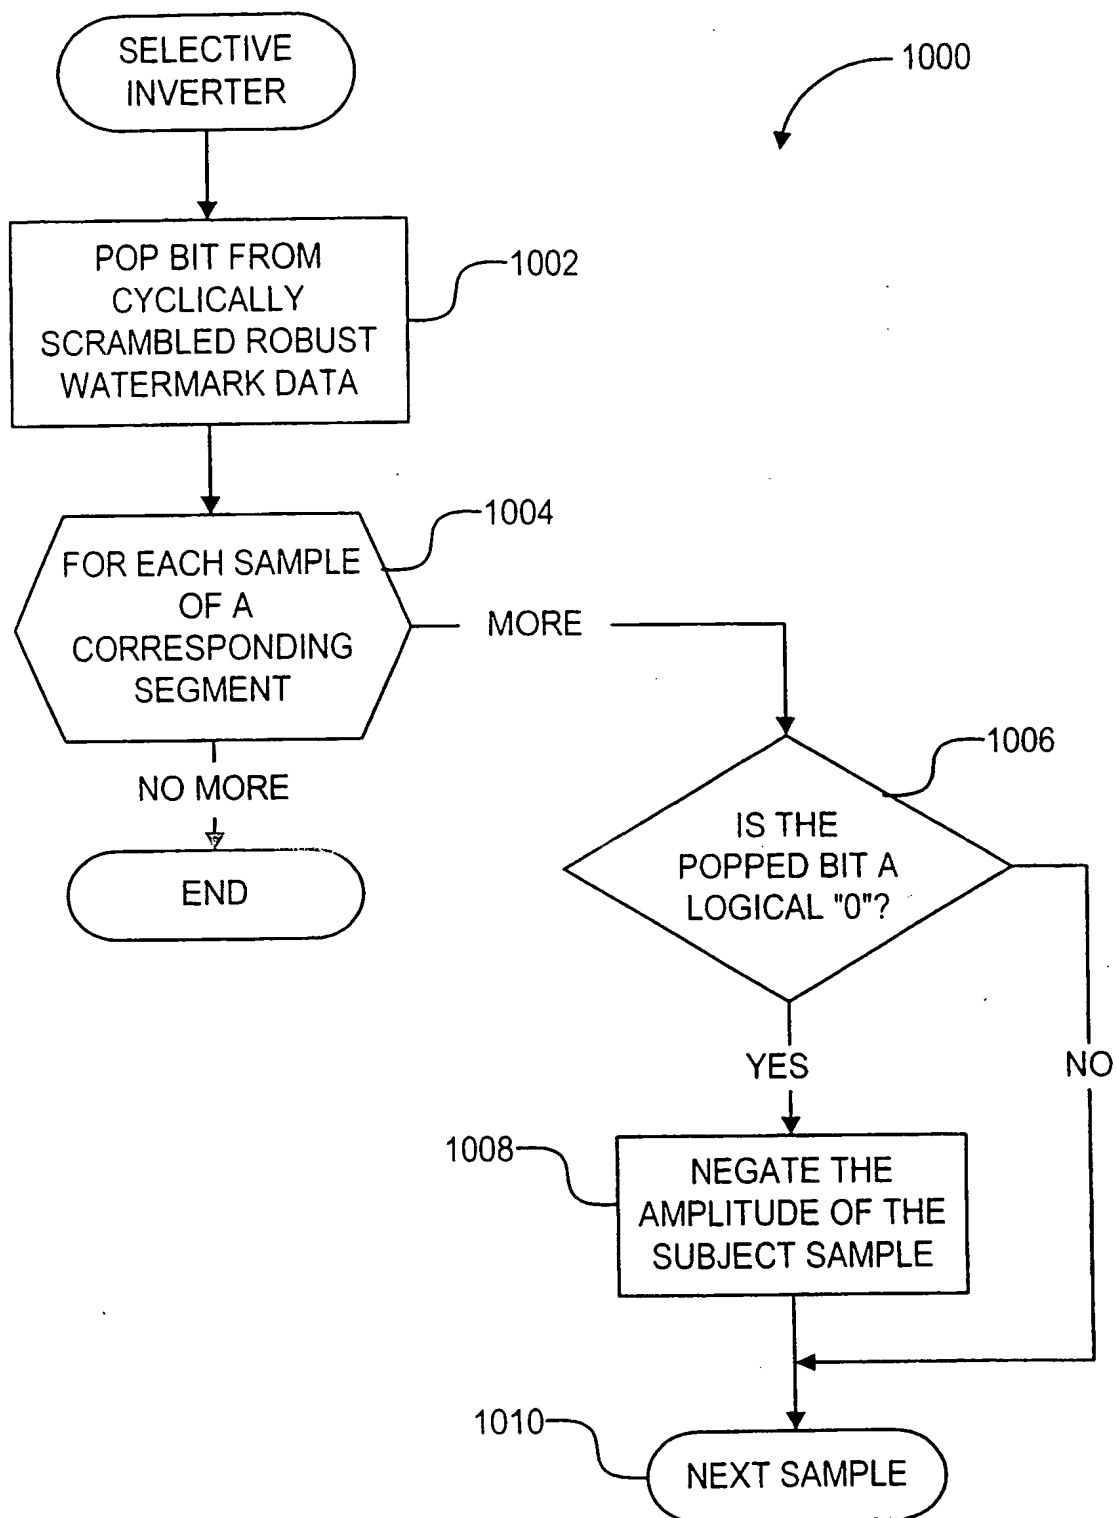 SELECTIVE
INVERTER
1000
POP BIT FROM
CYCLICALLY
SCRAMBLED ROBUST
WATERMARK DATA
1002
1004
FOR EACH SAMPLE
OF A
CORRESPONDING
SEGMENT
MORE
NO MORE
END
1006
IS THE
POPPED BIT A
LOGICAL "0"?
YES
NO
1008
NEGATE THE
AMPLITUDE OF THE
SUBJECT SAMPLE
1010
NEXT SAMPLE